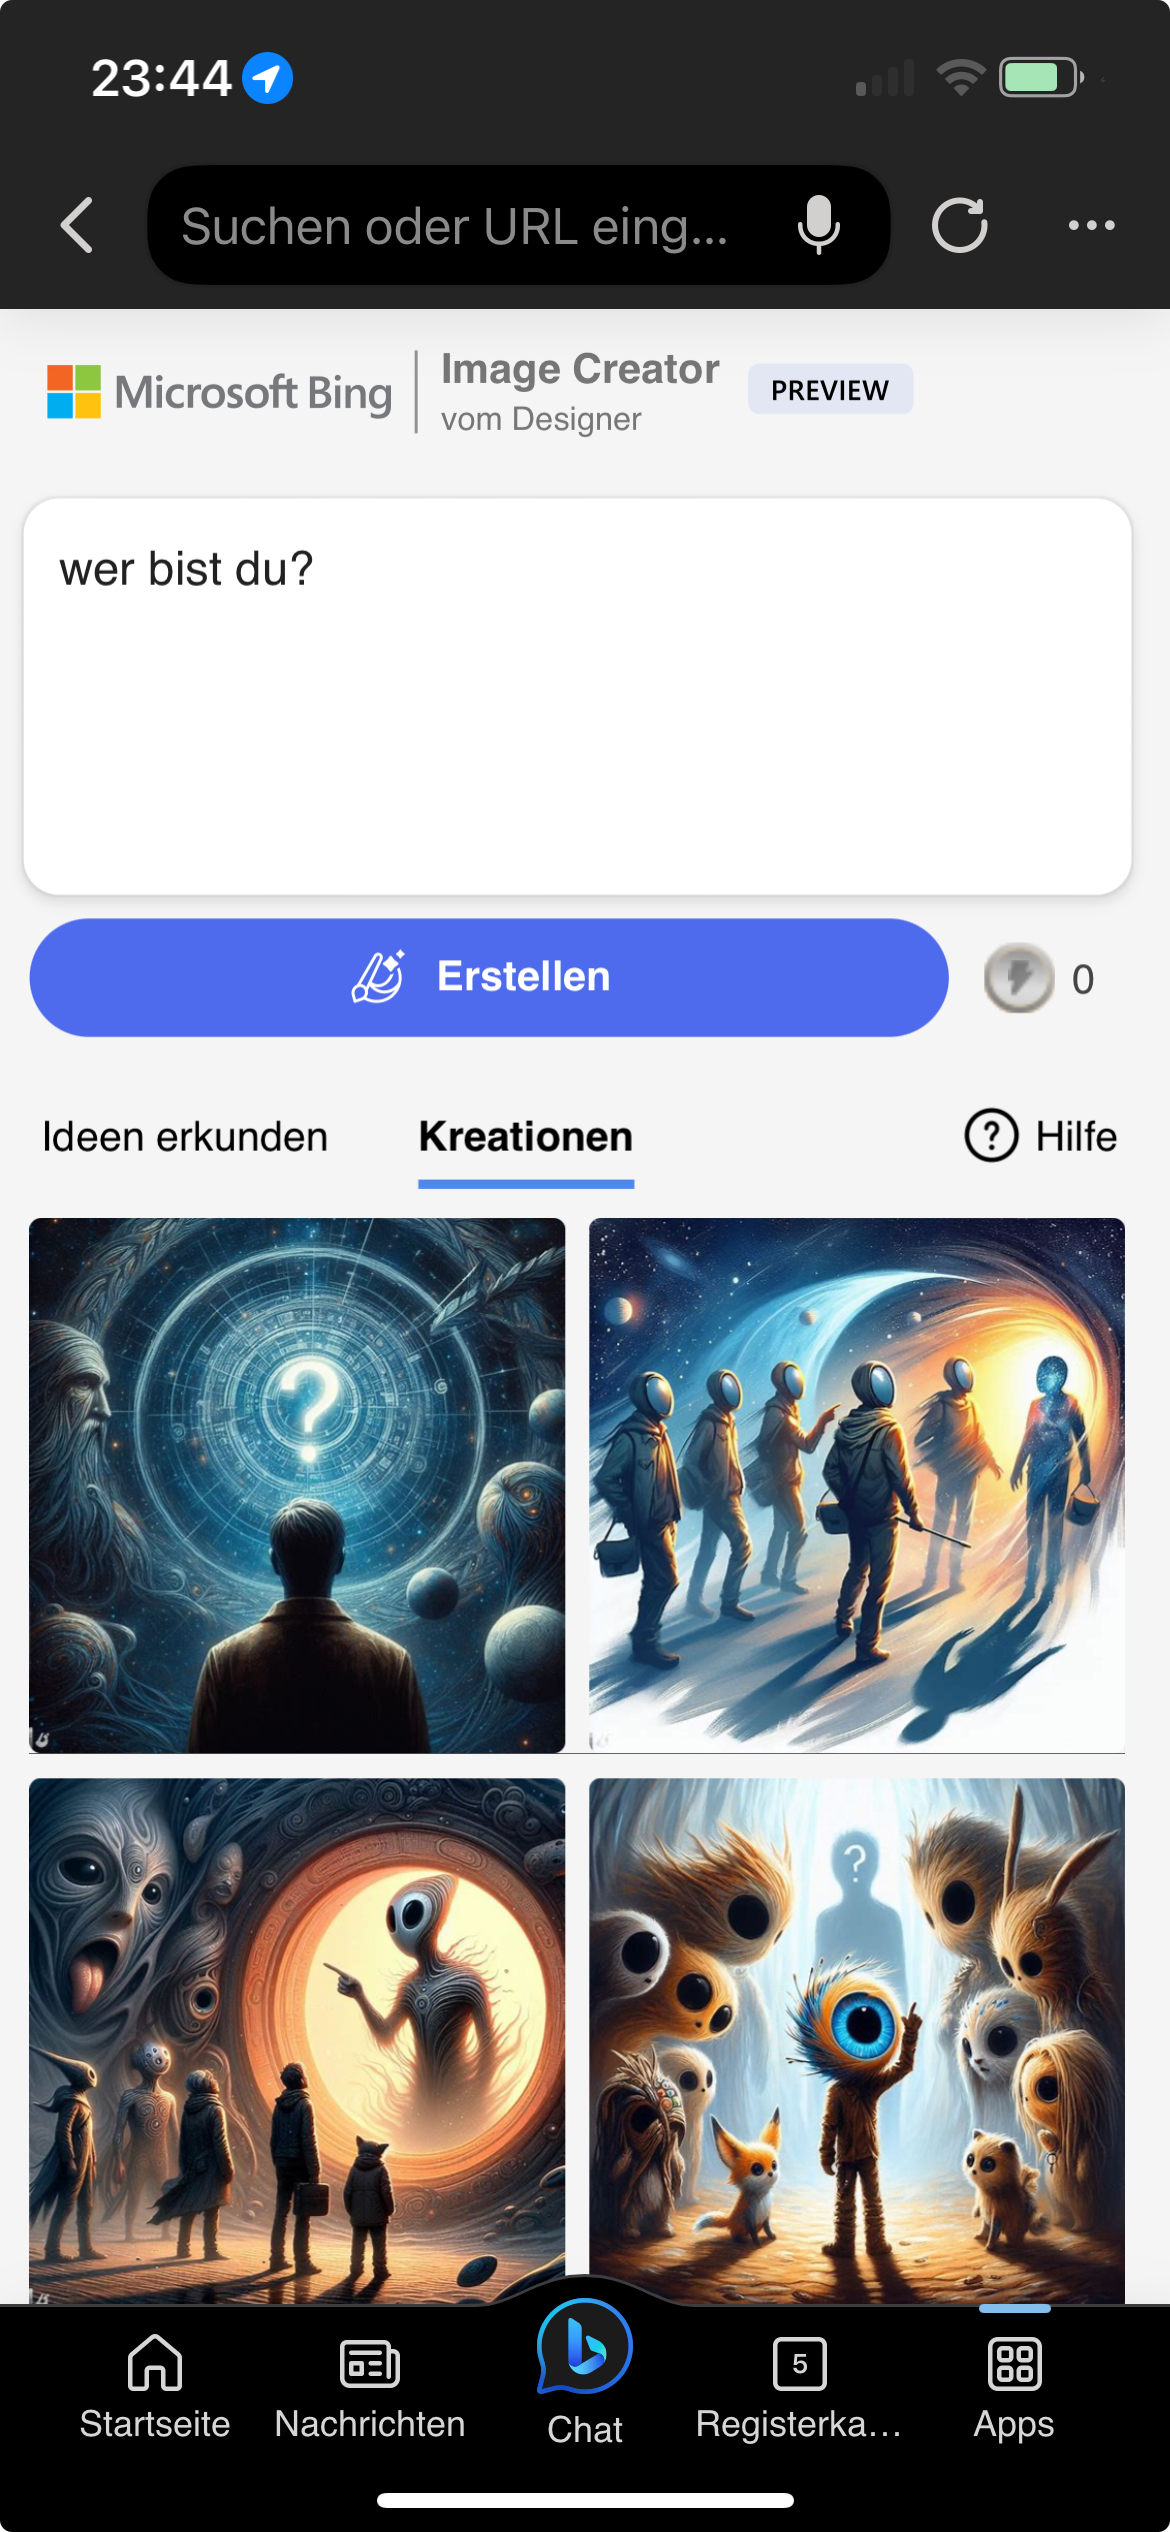 23:44
Suchen oder URL eing...
Microsoft Bing
Image Creator
vom Designer
PREVIEW
wer bist du?
Erstellen
0
Ideen erkunden
Kreationen
? Hilfe
?
?
Startseite
Nachrichten
Chat
5
Registerka...
Apps